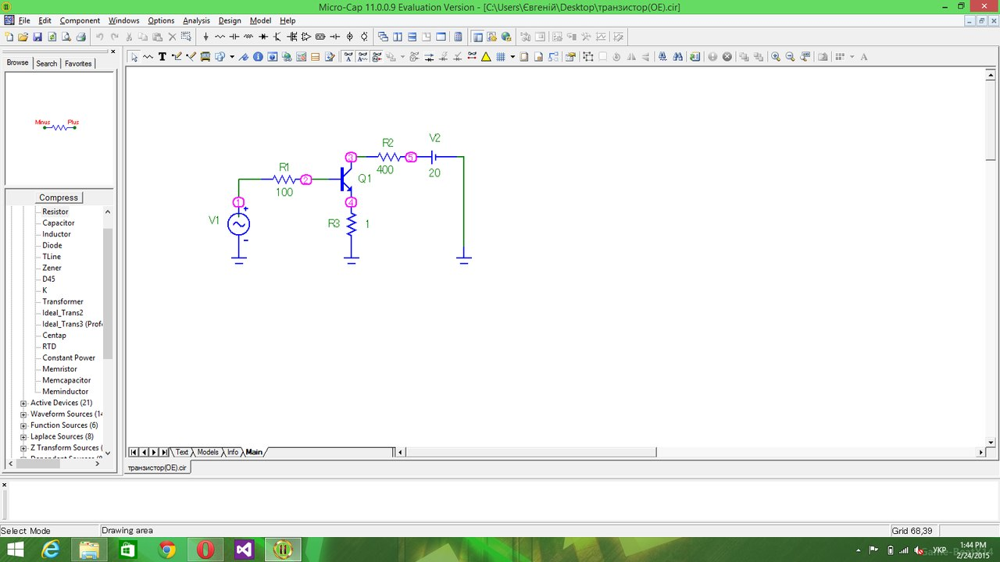 Micro-Cap 11.0.0.9 Evaluation Version - [C:\Users\Євгеній\Desktop\транзистор(ОЕ).cir]
File Edit Component Windows Options Analysis Design Model Help
Browse Search Favorites
Minus Plus
Compress
Resistor
Capacitor
Inductor
Diode
TLine
Zener
D45
K
Transformer
Ideal_Trans2
Ideal_Trans3 (Prof
Centap
RTD
Constant Power
Memristor
Memcapacitor
Meminductor
Active Devices (21)
Waveform Sources (14
Function Sources (6)
Laplace Sources (8)
Z Transform Sources (
V2
R2
3
5
400
20
R1
2
Q1
100
1
4
+
V1
R3
1
-
Text Models Info Main
транзистор(ОЕ).cir
Select Mode
Drawing area
Grid 68,39
УКР
1:44 PM
2/24/2015